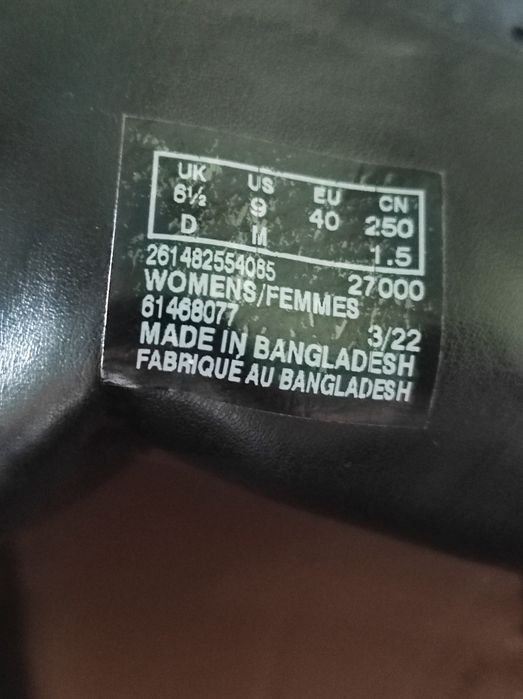 UK US EU CN
6½ 9 40 250
D M 1.5
261482554085 27000
WOMENS/FEMMES
61468077 3/22
MADE IN BANGLADESH
FABRIQUÉ AU BANGLADESH